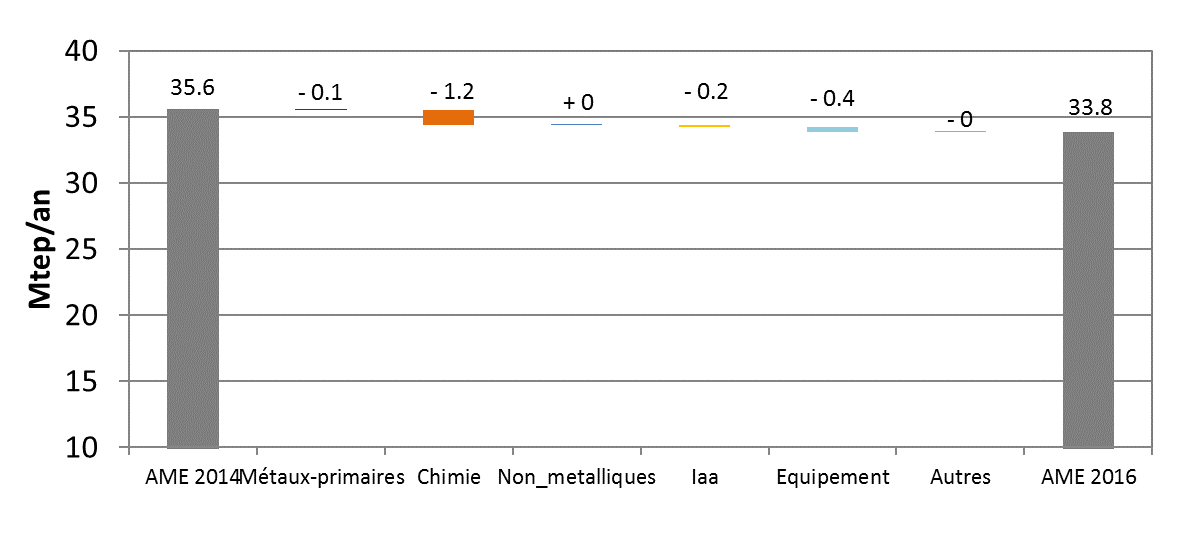 40
35
30
25
20
15
10
Mtep/an
35.6
- 0.1
- 1.2
+ 0
- 0.2
- 0.4
- 0
33.8
AME 2014
Métaux-primaires
Chimie
Non_metalliques
Iaa
Equipement
Autres
AME 2016